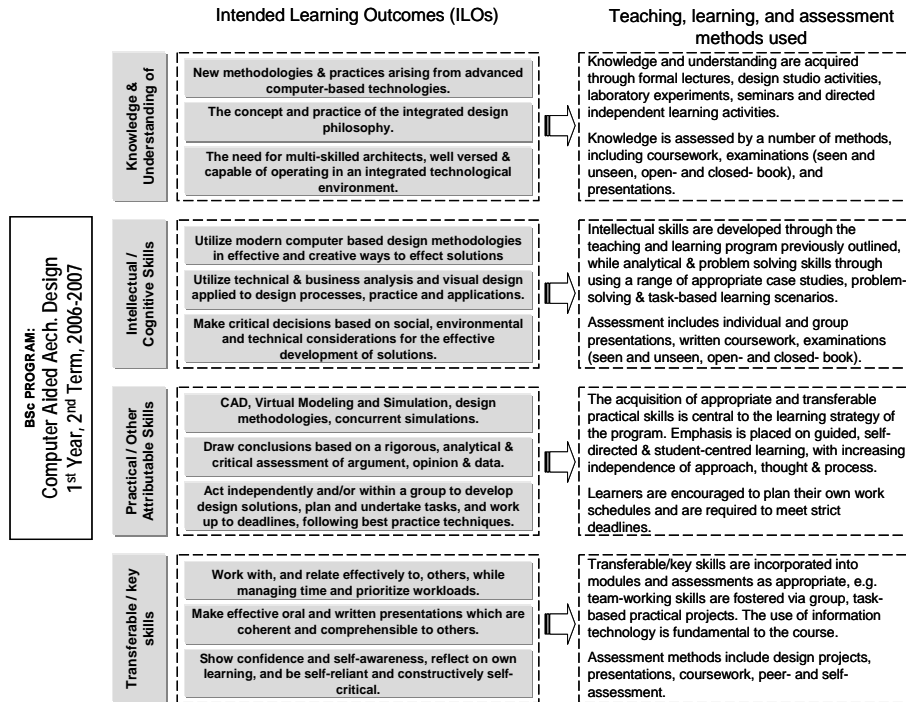 Intended Learning Outcomes (ILOs)
Teaching, learning, and assessment
methods used
BSc PROGRAM:
Computer Aided Aech. Design
1st Year, 2nd Term, 2006-2007
Knowledge &
Understanding of
New methodologies & practices arising from advanced
computer-based technologies.
The concept and practice of the integrated design
philosophy.
The need for multi-skilled architects, well versed &
capable of operating in an integrated technological
environment.
Knowledge and understanding are acquired
through formal lectures, design studio activities,
laboratory experiments, seminars and directed
independent learning activities.
Knowledge is assessed by a number of methods,
including coursework, examinations (seen and
unseen, open- and closed- book), and
presentations.
Intellectual /
Cognitive Skills
Utilize modern computer based design methodologies
in effective and creative ways to effect solutions
Utilize technical & business analysis and visual design
applied to design processes, practice and applications.
Make critical decisions based on social, environmental
and technical considerations for the effective
development of solutions.
Intellectual skills are developed through the
teaching and learning program previously outlined,
while analytical & problem solving skills through
using a range of appropriate case studies, problem-
solving & task-based learning scenarios.
Assessment includes individual and group
presentations, written coursework, examinations
(seen and unseen, open- and closed- book).
Practical / Other
Attributable Skills
CAD, Virtual Modeling and Simulation, design
methodologies, concurrent simulations.
Draw conclusions based on a rigorous, analytical &
critical assessment of argument, opinion & data.
Act independently and/or within a group to develop
design solutions, plan and undertake tasks, and work
up to deadlines, following best practice techniques.
The acquisition of appropriate and transferable
practical skills is central to the learning strategy of
the program. Emphasis is placed on guided, self-
directed & student-centred learning, with increasing
independence of approach, thought & process.
Learners are encouraged to plan their own work
schedules and are required to meet strict
deadlines.
Transferable / key
skills
Work with, and relate effectively to, others, while
managing time and prioritize workloads.
Make effective oral and written presentations which are
coherent and comprehensible to others.
Show confidence and self-awareness, reflect on own
learning, and be self-reliant and constructively self-
critical.
Transferable/key skills are incorporated into
modules and assessments as appropriate, e.g.
team-working skills are fostered via group, task-
based practical projects. The use of information
technology is fundamental to the course.
Assessment methods include design projects,
presentations, coursework, peer- and self-
assessment.